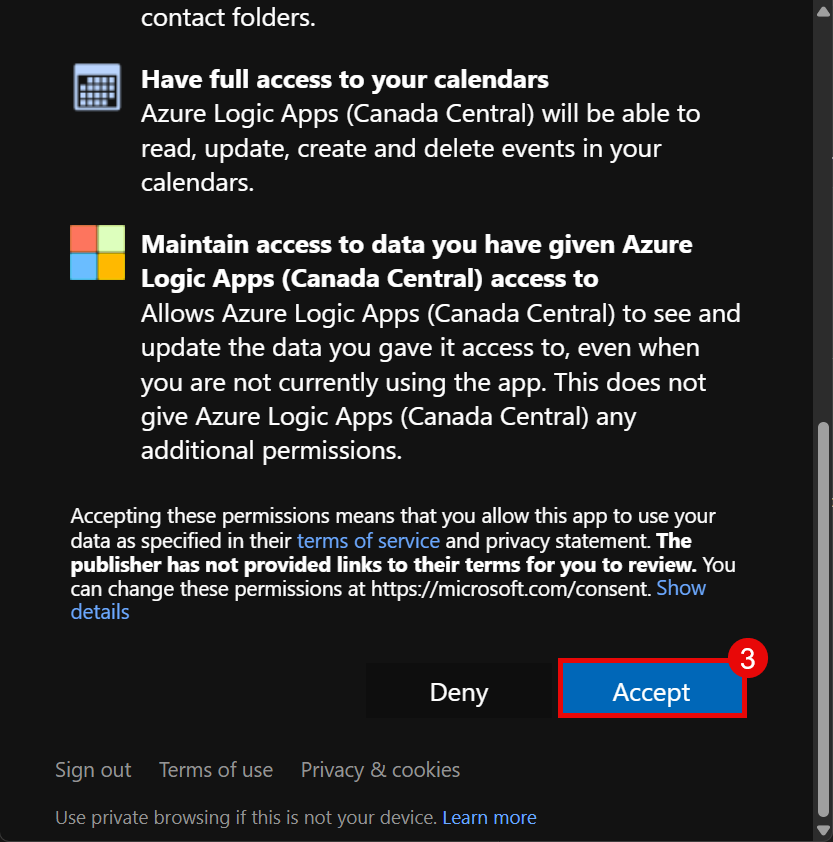 contact folders.
Have full access to your calendars
Azure Logic Apps (Canada Central) will be able to
read, update, create and delete events in your
calendars.
Maintain access to data you have given Azure
Logic Apps (Canada Central) access to
Allows Azure Logic Apps (Canada Central) to see and
update the data you gave it access to, even when
you are not currently using the app. This does not
give Azure Logic Apps (Canada Central) any
additional permissions.
Accepting these permissions means that you allow this app to use your
data as specified in their terms of service and privacy statement. The
publisher has not provided links to their terms for you to review. You
can change these permissions at https://microsoft.com/consent. Show
details
3
Deny Accept
Sign out Terms of use Privacy & cookies
Use private browsing if this is not your device. Learn more